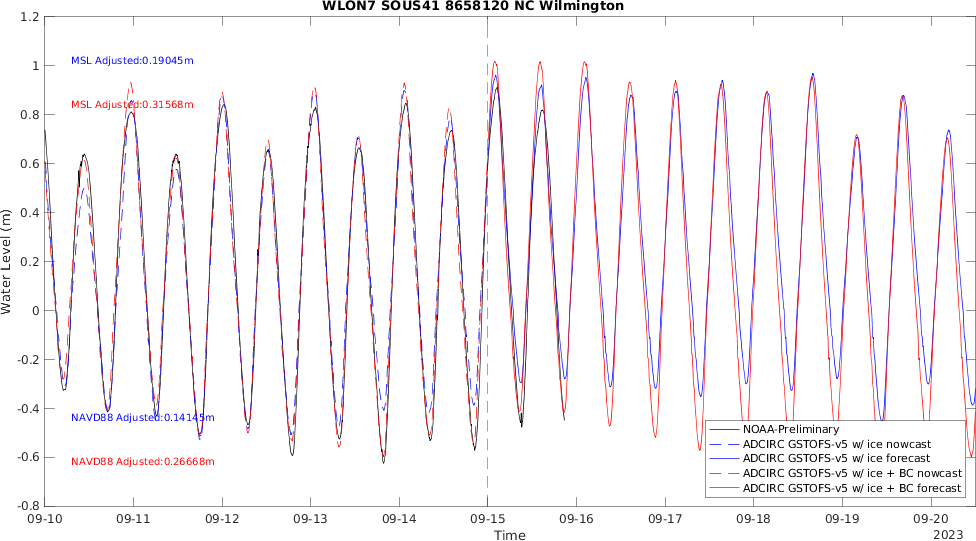 WLON7 SOUS41 8658120 NC Wilmington
1.2
1
0.8
0.6
0.4
0.2
0
-0.2
-0.4
-0.6
-0.8
Water Level (m)
MSL Adjusted:0.19045m
MSL Adjusted:0.31568m
NAVD88 Adjusted:0.14145m
NAVD88 Adjusted:0.26668m
NOAA-Preliminary
ADCIRC GSTOFS-v5 w/ ice nowcast
ADCIRC GSTOFS-v5 w/ ice forecast
ADCIRC GSTOFS-v5 w/ ice + BC nowcast
ADCIRC GSTOFS-v5 w/ ice + BC forecast
09-10 09-11 09-12 09-13 09-14 09-15 09-16 09-17 09-18 09-19 09-20
Time
2023